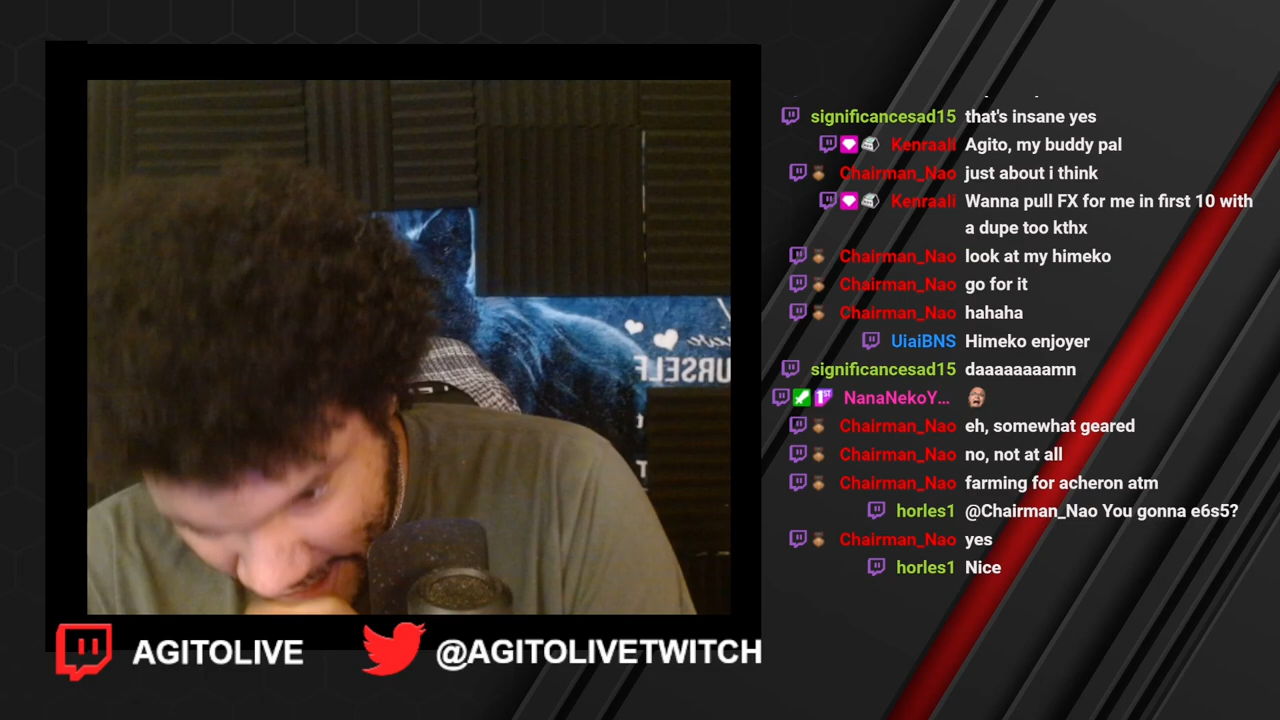 significancesad15 that's insane yes
Kenraali Agito, my buddy pal
Chairman_Nao just about i think
Kenraali Wanna pull FX for me in first 10 with
a dupe too kthx
Chairman_Nao look at my himeko
Chairman_Nao go for it
Chairman_Nao hahaha
UiaiBNS Himeko enjoyer
significancesad15 daaaaaaamn
1ST NanaNekoY...
Chairman_Nao eh, somewhat geared
Chairman_Nao no, not at all
Chairman_Nao farming for acheron atm
horles1 @Chairman_Nao You gonna e6s5?
Chairman_Nao yes
horles1 Nice
URSELF
AGITOLIVE
@AGITOLIVETWITCH